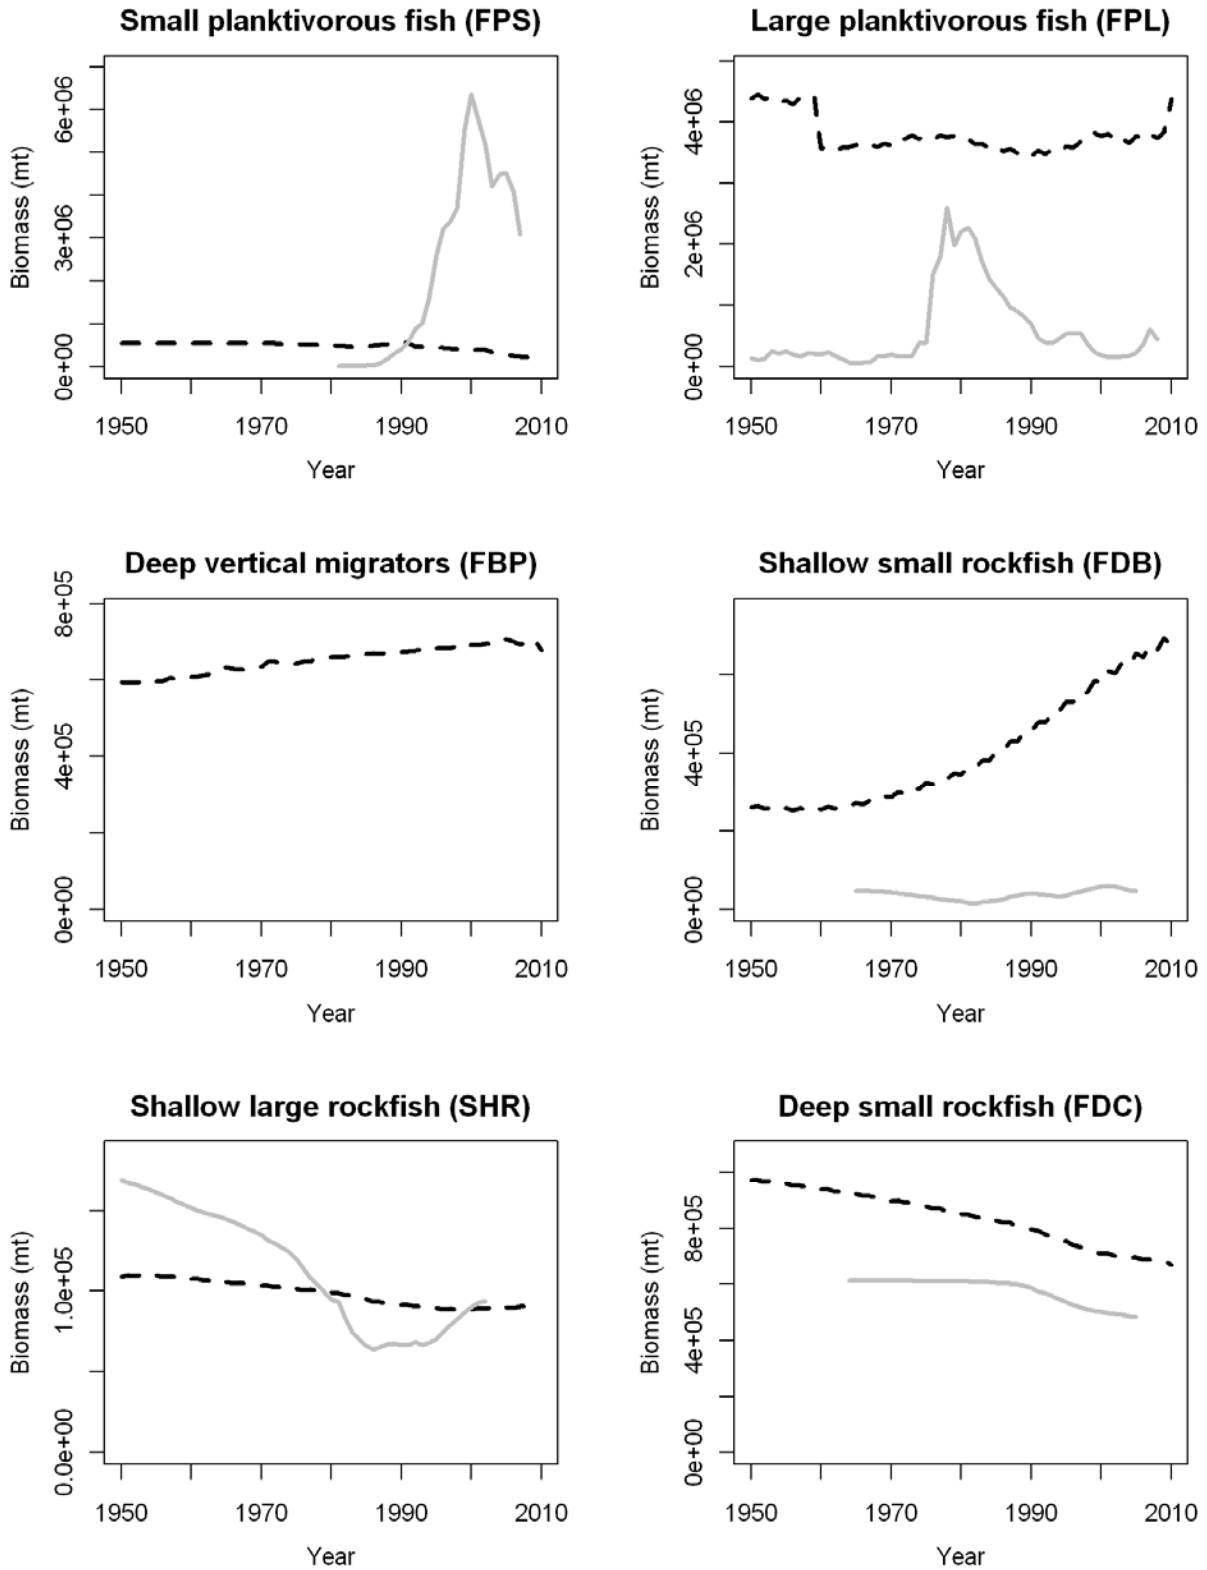 Small planktivorous fish (FPS)
Biomass (mt)
6e+06
3e+06
0e+00
1950 1970 1990 2010
Year
Large planktivorous fish (FPL)
Biomass (mt)
4e+06
2e+06
0e+00
1950 1970 1990 2010
Year
Deep vertical migrators (FBP)
Biomass (mt)
8e+05
4e+05
0e+00
1950 1970 1990 2010
Year
Shallow small rockfish (FDB)
Biomass (mt)
4e+05
0e+00
1950 1970 1990 2010
Year
Shallow large rockfish (SHR)
Biomass (mt)
1.0e+05
0.0e+00
1950 1970 1990 2010
Year
Deep small rockfish (FDC)
Biomass (mt)
8e+05
4e+05
0e+00
1950 1970 1990 2010
Year